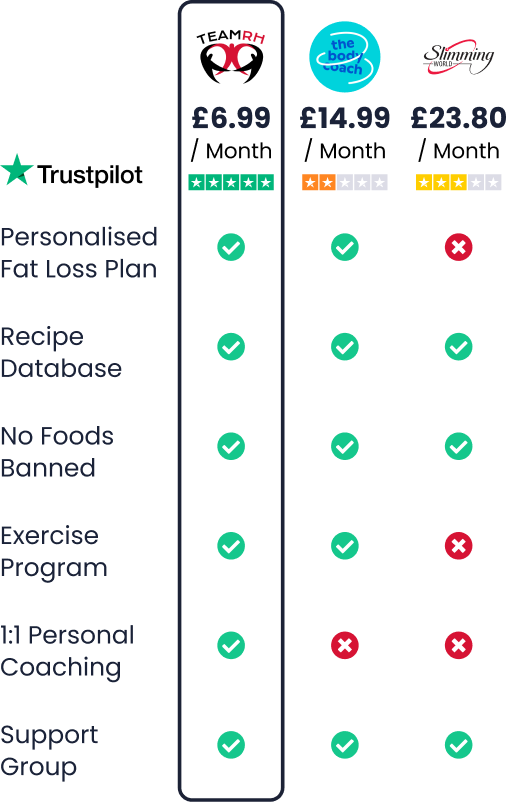 TEAMRH
the
body
coach
Slimming
WORLD
£6.99
£14.99
£23.80
/ Month
/ Month
/ Month
Trustpilot
Personalised
Fat Loss Plan
Recipe
Database
No Foods
Banned
Exercise
Program
1:1 Personal
Coaching
Support
Group